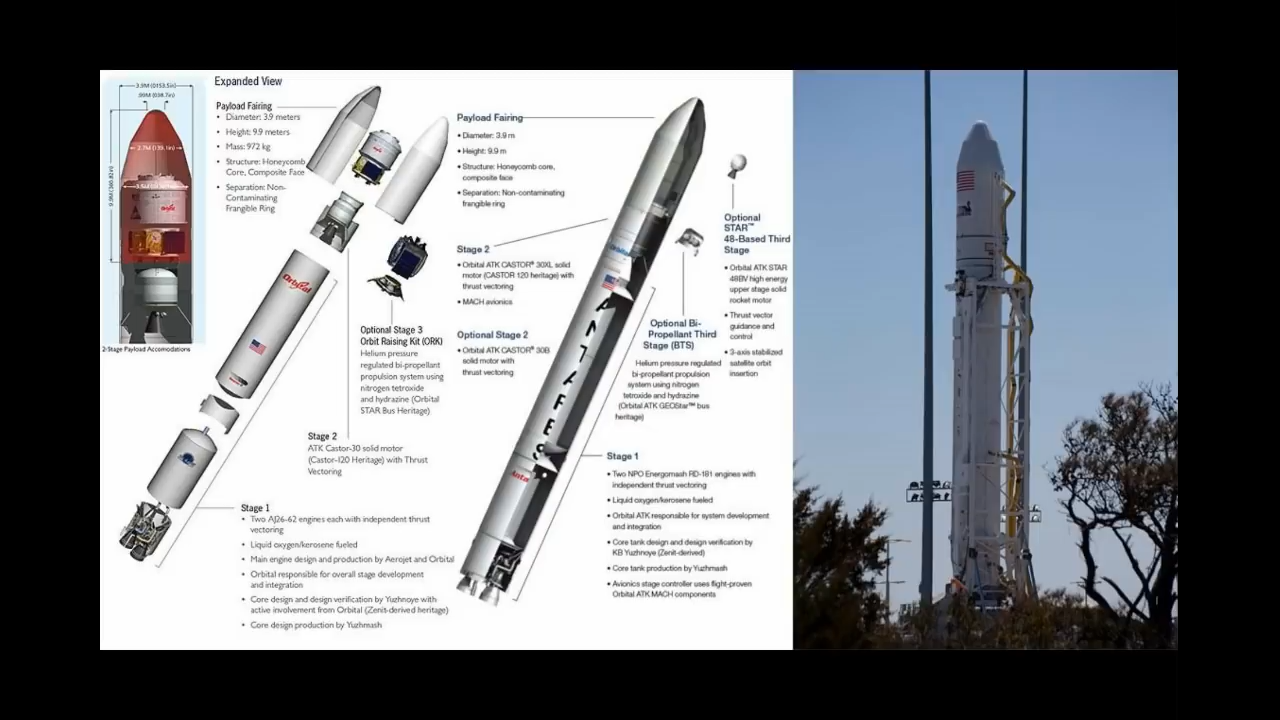 Expanded View
3.9M (Ø153.5in)
Payload Fairing
• Diameter: 3.9 meters
• Height: 9.9 meters
• Mass: 972 kg
• Structure: Honeycomb
Core, Composite Face
• Separation: Non-
Contaminating
Frangible Ring
2-Stage Payload Accomodations
Orbital
Optional Stage 3
Orbit Raising Kit (ORK)
Helium pressure
regulated bi-propellant
propulsion system using
nitrogen tetroxide
and hydrazine (Orbital
STAR Bus Heritage)
Stage 2
ATK Castor-30 solid motor
(Castor-120 Heritage) with Thrust
Vectoring
Stage 1
• Two AJ26-62 engines each with independent thrust
vectoring
• Liquid oxygen/kerosene fueled
• Main engine design and production by Aerojet and Orbital
• Orbital responsible for overall stage development
and integration
• Core design and design verification by Yuzhnoye with
active involvement from Orbital (Zenit-derived heritage)
• Core design production by Yuzhmash
Payload Fairing
• Diameter: 3.9 m
• Height: 9.9 m
• Structure: Honeycomb core,
composite face
• Separation: Non-contaminating
frangible ring
Stage 2
• Orbital ATK CASTOR® 30XL solid
motor (CASTOR 120 heritage) with
thrust vectoring
• MACH avionics
Optional Stage 2
• Orbital ATK CASTOR® 30B
solid motor with
thrust vectoring
Orbital
ANTARES
Antar
Optional
STAR™
48-Based Third
Stage
• Orbital ATK STAR
48BV high energy
upper stage solid
rocket motor
• Thrust vector
guidance and
control
• 3-axis stabilized
satellite orbit
insertion
Optional Bi-
Propellant Third
Stage (BTS)
Helium pressure regulated
bi-propellant propulsion
system using nitrogen
tetroxide and hydrazine
(Orbital ATK GEOStar™ bus
heritage)
Stage 1
• Two NPO Energomash RD-181 engines with
independent thrust vectoring
• Liquid oxygen/kerosene fueled
• Orbital ATK responsible for system development
and integration
• Core tank design and design verification by
KB Yuzhnoye (Zenit-derived)
• Core tank production by Yuzhmash
• Avionics stage controller uses flight-proven
Orbital ATK MACH components